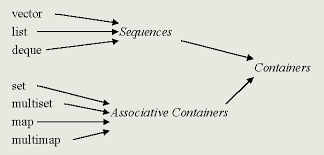 vector
list
deque
Sequences
Containers
set
multiset
map
multimap
Associative Containers